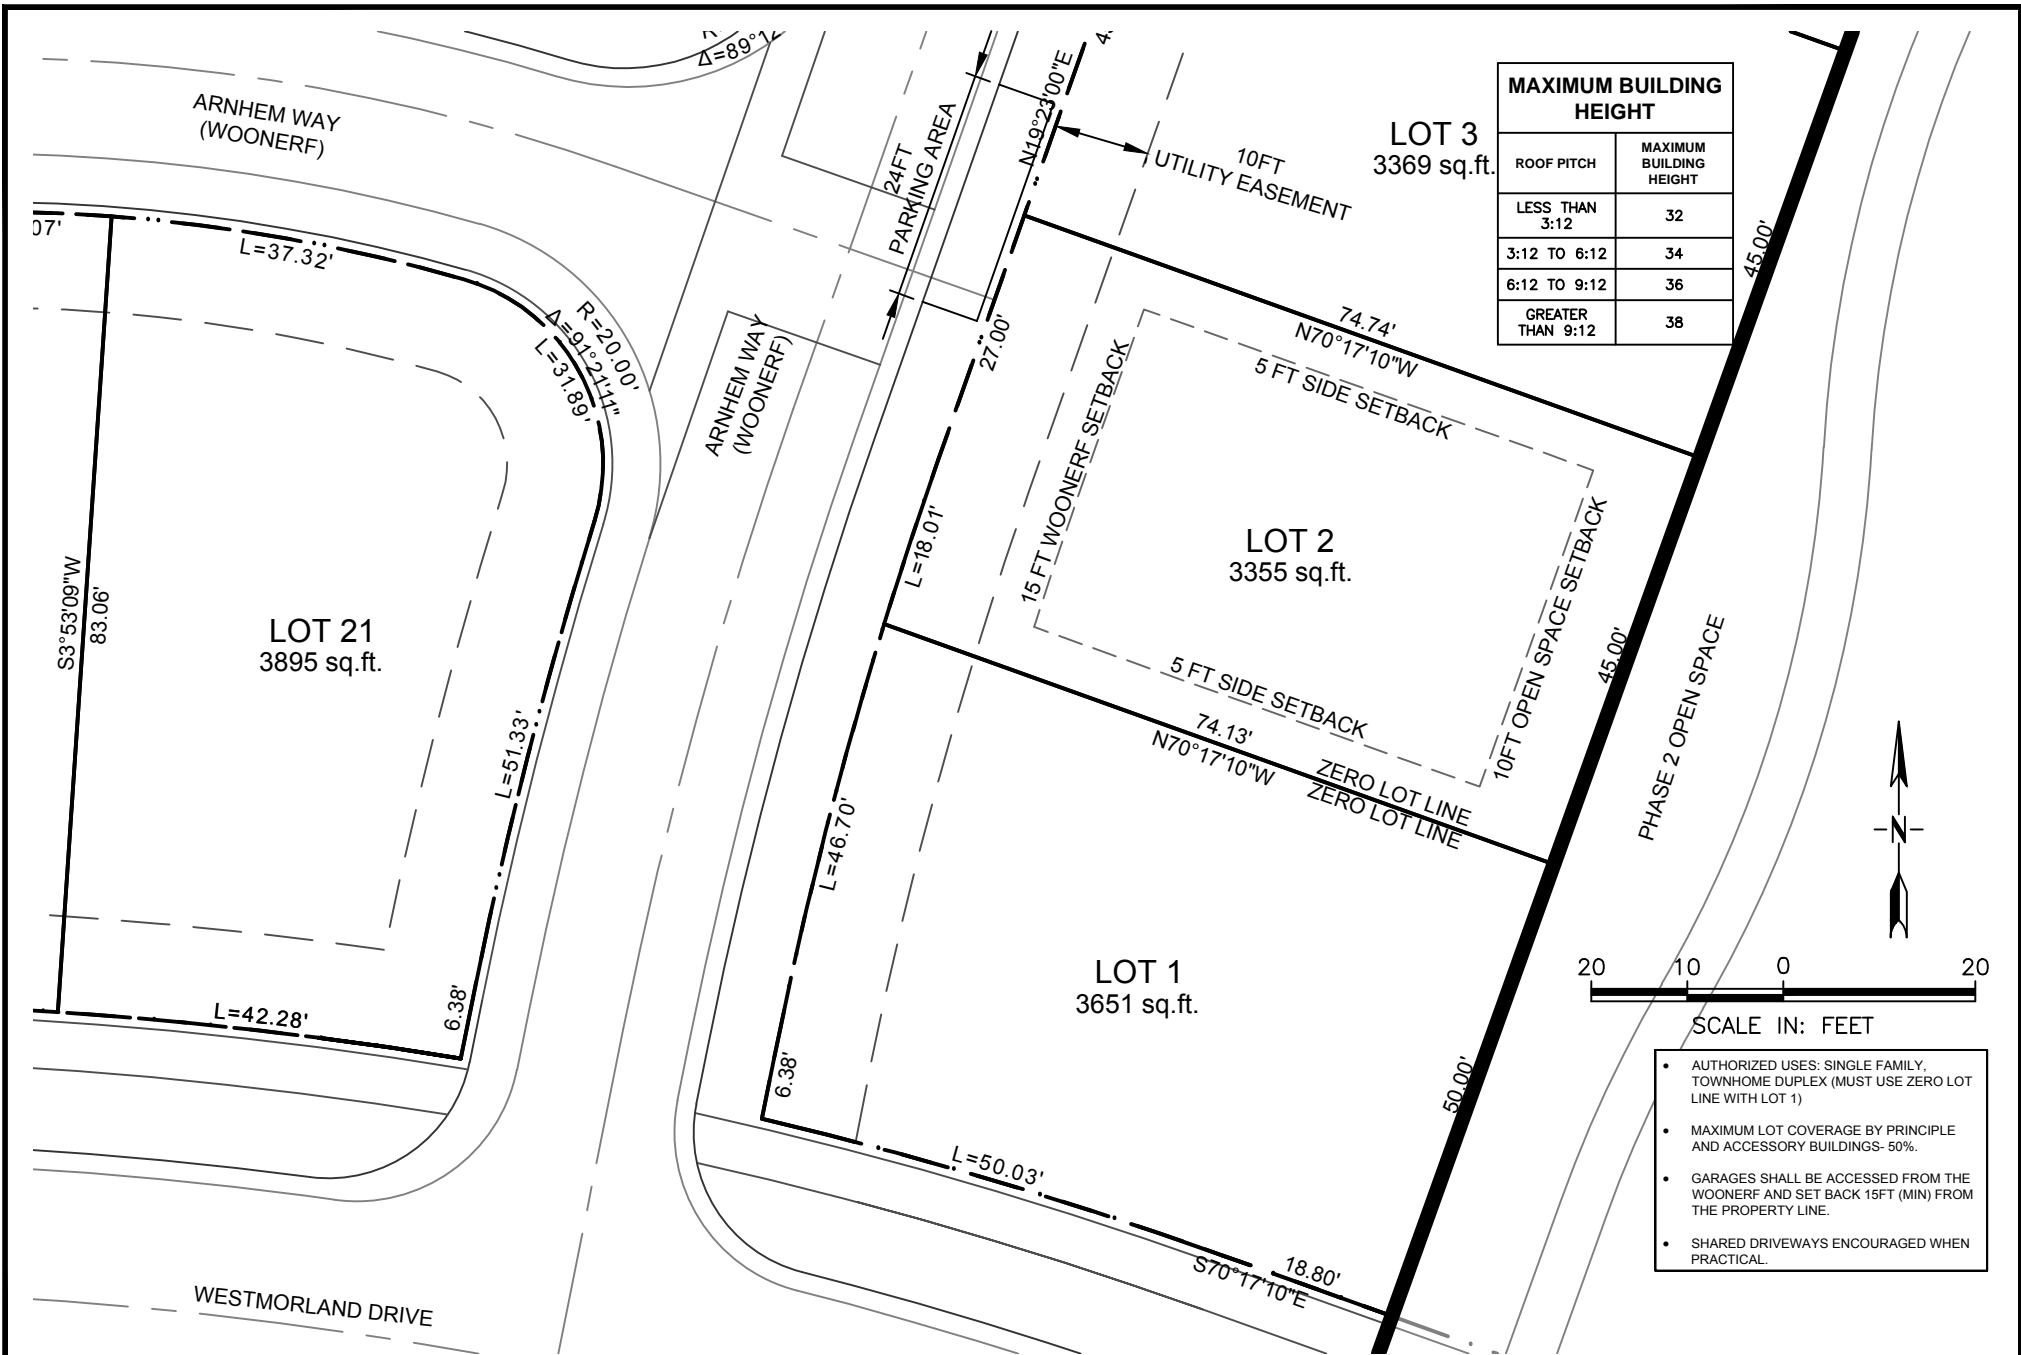 Δ=89°12'
ARNHEM WAY
(WOONERF)
07'
L=37.32'
R=20.00'
Δ=91°21'11"
L=31.89'
S3°53'09"W
83.06'
LOT 21
3895 sq.ft.
L=51.33'
6.38'
L=42.28'
WESTMORLAND DRIVE
24FT
PARKING AREA
ARNHEM WAY
(WOONERF)
N19°23'00"E
10FT
UTILITY EASEMENT
LOT 3
3369 sq.ft.
45.00'
27.00'
L=18.01'
74.74'
N70°17'10"W
5 FT SIDE SETBACK
15 FT WOONERF SETBACK
LOT 2
3355 sq.ft.
10FT OPEN SPACE SETBACK
45.00'
5 FT SIDE SETBACK
74.13'
N70°17'10"W
ZERO LOT LINE
ZERO LOT LINE
PHASE 2 OPEN SPACE
L=46.70'
LOT 1
3651 sq.ft.
6.38'
50.00'
L=50.03'
18.80'
S70°17'10"E
MAXIMUM BUILDING
HEIGHT
ROOF PITCH
MAXIMUM
BUILDING
HEIGHT
LESS THAN
3:12
32
3:12 TO 6:12
34
6:12 TO 9:12
36
GREATER
THAN 9:12
38
N
20 10 0 20
SCALE IN: FEET
• AUTHORIZED USES: SINGLE FAMILY,
TOWNHOME DUPLEX (MUST USE ZERO LOT
LINE WITH LOT 1)
• MAXIMUM LOT COVERAGE BY PRINCIPLE
AND ACCESSORY BUILDINGS- 50%.
• GARAGES SHALL BE ACCESSED FROM THE
WOONERF AND SET BACK 15FT (MIN) FROM
THE PROPERTY LINE.
• SHARED DRIVEWAYS ENCOURAGED WHEN
PRACTICAL.